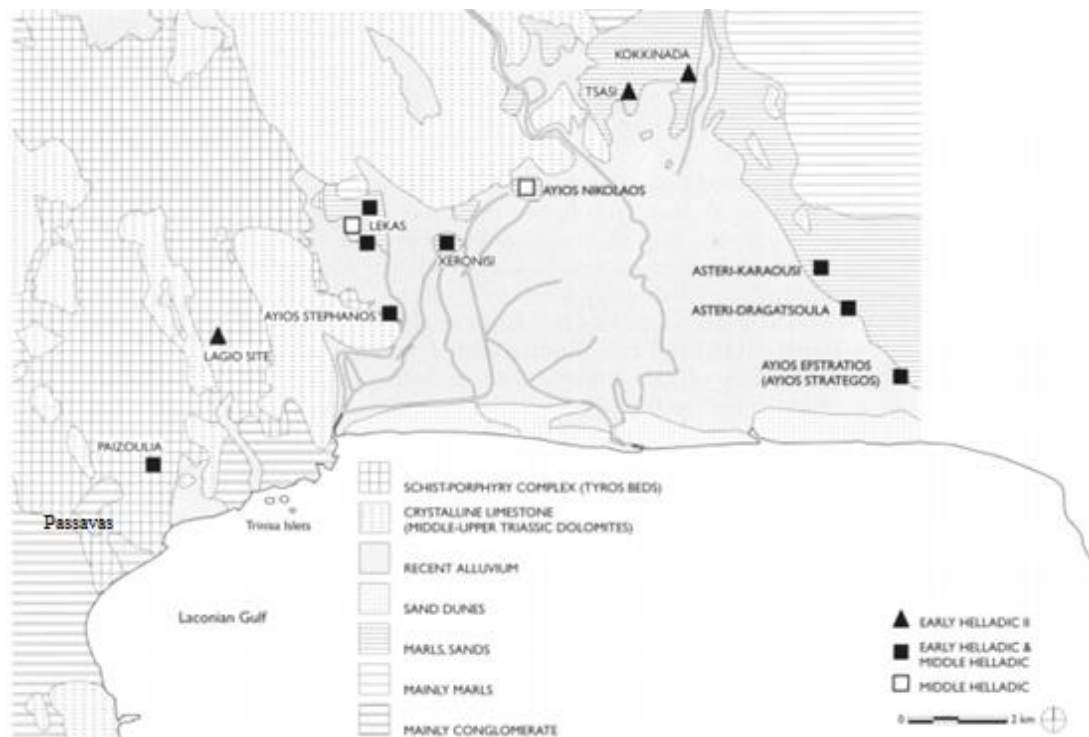 KOKKINADA
TSASI
AYIOS NIKOLAOS
LEKAS
XERONISI
ASTERI-KARAOUSI
ASTERI-DRAGATSOULA
AYIOS STEPHANOS
LAGIO SITE
AYIOS EFSTRATIOS
(AYIOS STRATEGOS)
PAIZOULIA
Passavas
Trinisa Islets
Laconian Gulf
SCHIST-PORPHYRY COMPLEX (TYROS BEDS)
CRYSTALLINE LIMESTONE
(MIDDLE-UPPER TRIASSIC DOLOMITES)
RECENT ALLUVIUM
SAND DUNES
MARLS, SANDS
MAINLY MARLS
MAINLY CONGLOMERATE
EARLY HELLADIC II
EARLY HELLADIC &
MIDDLE HELLADIC
MIDDLE HELLADIC
0 2 km